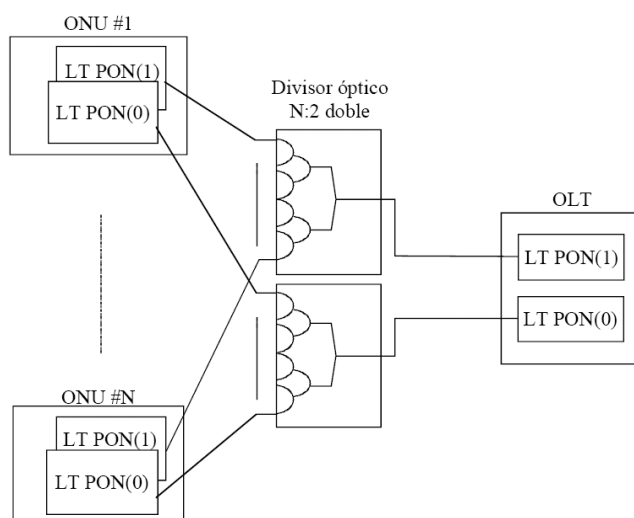 ONU #1
LT PON(1)
LT PON(0)
Divisor óptico
N:2 doble
OLT
LT PON(1)
LT PON(0)
ONU #N
LT PON(1)
LT PON(0)